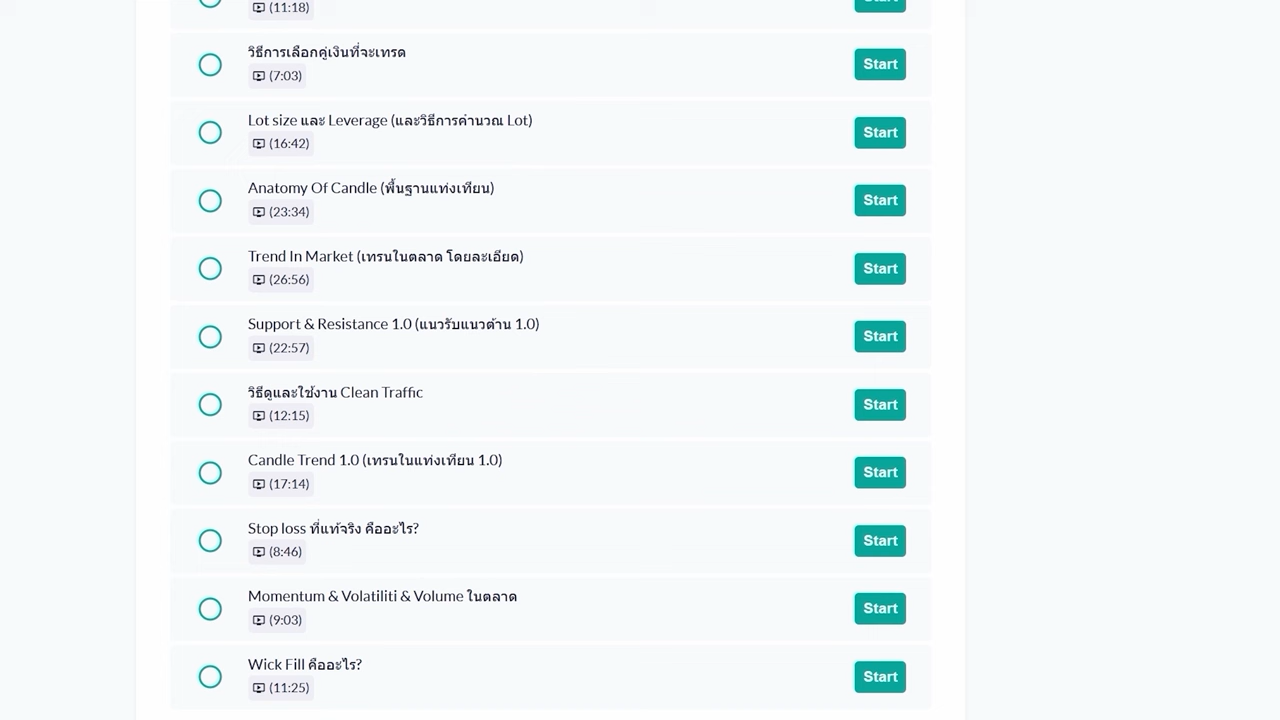 (11:18)
วิธีการเลือกคู่เงินที่จะเทรด
Start
(7:03)
Lot size และ Leverage (และวิธีการคำนวณ Lot)
Start
(16:42)
Anatomy Of Candle (พื้นฐานแท่งเทียน)
Start
(23:34)
Trend In Market (เทรนในตลาด โดยละเอียด)
Start
(26:56)
Support & Resistance 1.0 (แนวรับแนวต้าน 1.0)
Start
(22:57)
วิธีดูและใช้งาน Clean Traffic
Start
(12:15)
Candle Trend 1.0 (เทรนในแท่งเทียน 1.0)
Start
(17:14)
Stop loss ที่แท้จริง คืออะไร?
Start
(8:46)
Momentum & Volatiliti & Volume ในตลาด
Start
(9:03)
Wick Fill คืออะไร?
Start
(11:25)